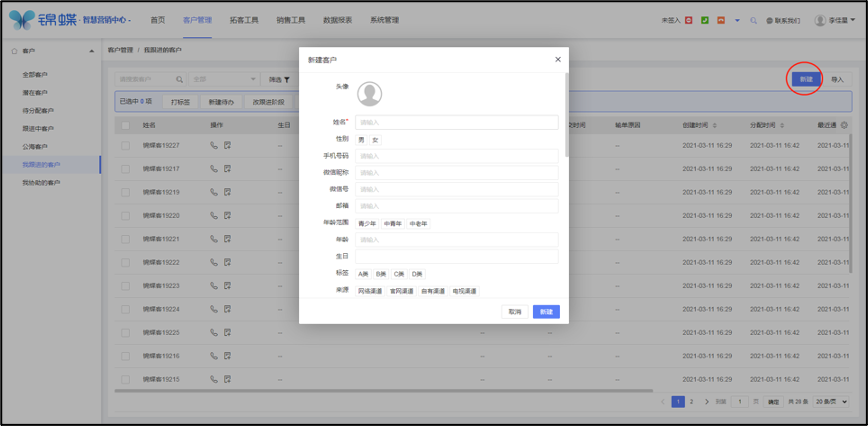 锦蝶·智慧营销中心· 首页 客户管理 拓客工具 销售工具 数据报表 系统管理 未签入 联系我们 李佳星
客户 客户管理 / 我跟进的客户
全部客户
潜在客户
待分配客户
跟进中客户
公海客户
我跟进的客户
我协助的客户
请搜索客户 全部 筛选 新建 导入
已选中 0 项 打标签 新建待办 改跟进阶段
姓名 操作 生日 动时间 输单原因 创建时间 分配时间 最近通
锦蝶客19227 -- -- 2021-03-11 16:29 2021-03-11 16:42 2021-03-11
锦蝶客19217 -- -- 2021-03-11 16:29 2021-03-11 16:42 2021-03-11
锦蝶客19219 -- -- 2021-03-11 16:29 2021-03-11 16:42 2021-03-11
锦蝶客19220 -- -- 2021-03-11 16:29 2021-03-11 16:42 2021-03-11
锦蝶客19221 -- -- 2021-03-11 16:29 2021-03-11 16:42 2021-03-11
锦蝶客19222 -- -- 2021-03-11 16:29 2021-03-11 16:42 2021-03-11
锦蝶客19223 -- -- 2021-03-11 16:29 2021-03-11 16:42 2021-03-11
锦蝶客19224 -- -- 2021-03-11 16:29 2021-03-11 16:42 2021-03-11
锦蝶客19225 -- -- -- -- 2021-03-11 16:29 2021-03-11 16:42 2021-03-11
锦蝶客19216 -- -- -- -- 2021-03-11 16:29 2021-03-11 16:42 2021-03-11
锦蝶客19215 -- -- -- -- 2021-03-11 16:29 2021-03-11 16:42 2021-03-11
1 2 到第 1 页 确定 共 28 条 20 条/页
新建客户
头像
姓名* 请输入
性别 男 女
手机号码 请输入
微信昵称 请输入
微信号 请输入
邮箱 请输入
年龄范围 青少年 中青年 中老年
年龄 请输入
生日
标签 A类 B类 C类 D类
来源 网络渠道 官网渠道 自有渠道 电视渠道
取消 新建